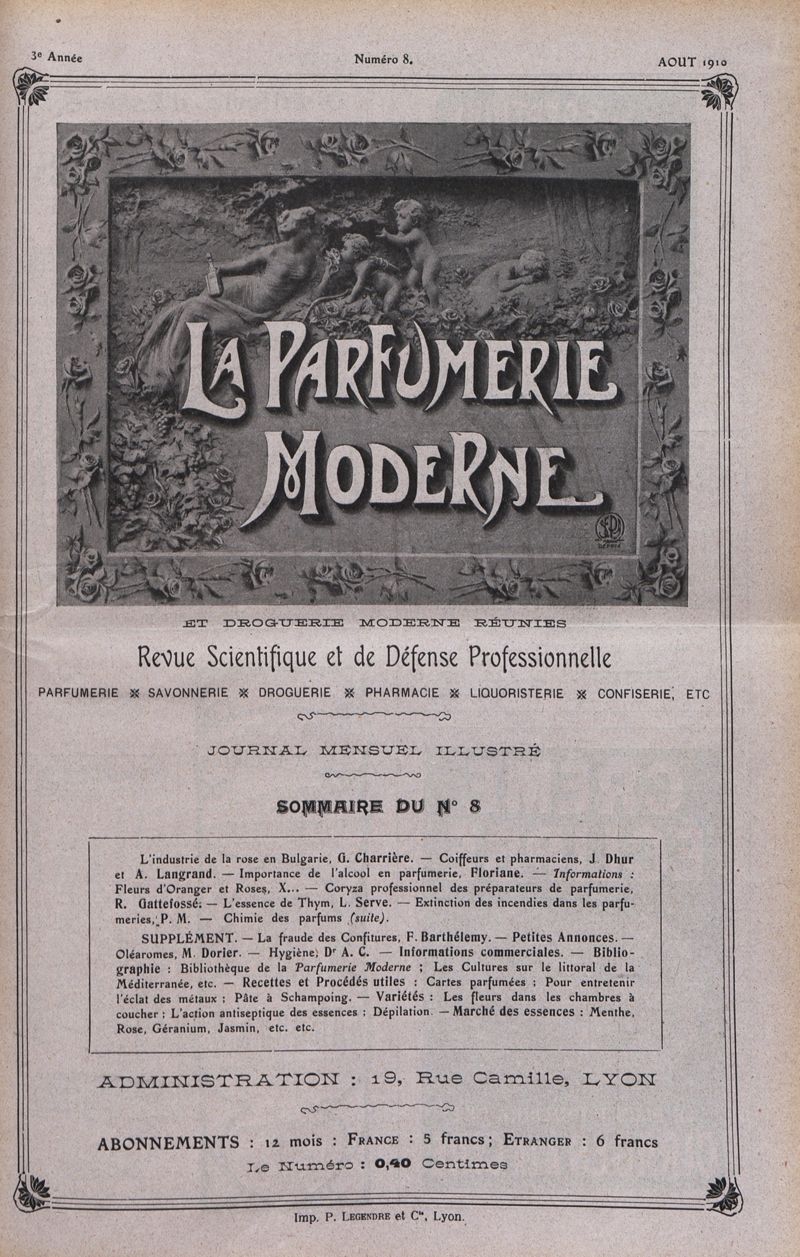 3e Année
Numéro 8.
AOUT 1910
LA PARFUMERIE
MODERNE
ET DROGUERIE MODERNE RÉUNIES
Revue Scientifique et de Défense Professionnelle
PARFUMERIE ※ SAVONNERIE ※ DROGUERIE ※ PHARMACIE ※ LIQUORISTERIE ※ CONFISERIE, ETC
JOURNAL MENSUEL ILLUSTRÉ
SOMMAIRE DU No 8
L'industrie de la rose en Bulgarie, G. Charrière. — Coiffeurs et pharmaciens, J. Dhur
et A. Langrand. — Importance de l'alcool en parfumerie, Floriane. — Informations :
Fleurs d'Oranger et Roses, X... — Coryza professionnel des préparateurs de parfumerie,
R. Gattefossé. — L'essence de Thym, L. Serve. — Extinction des incendies dans les parfu-
meries, P. M. — Chimie des parfums (suite).
SUPPLÉMENT. — La fraude des Confitures, F. Barthélemy. — Petites Annonces. —
Oléaromes, M. Dorier. — Hygiène, Dr A. C. — Informations commerciales. — Biblio-
graphie : Bibliothèque de la Parfumerie Moderne ; Les Cultures sur le littoral de la
Méditerranée, etc. — Recettes et Procédés utiles : Cartes parfumées ; Pour entretenir
l'éclat des métaux ; Pâte à Schampoing. — Variétés : Les fleurs dans les chambres à
coucher ; L'action antiseptique des essences ; Dépilation. — Marché des essences : Menthe,
Rose, Géranium, Jasmin, etc. etc.
ADMINISTRATION : 19, Rue Camille, LYON
ABONNEMENTS : 12 mois : FRANCE : 5 francs ; ETRANGER : 6 francs
Le Numéro : 0,40 Centimes
Imp. P. LEGENDRE et Cie, Lyon.